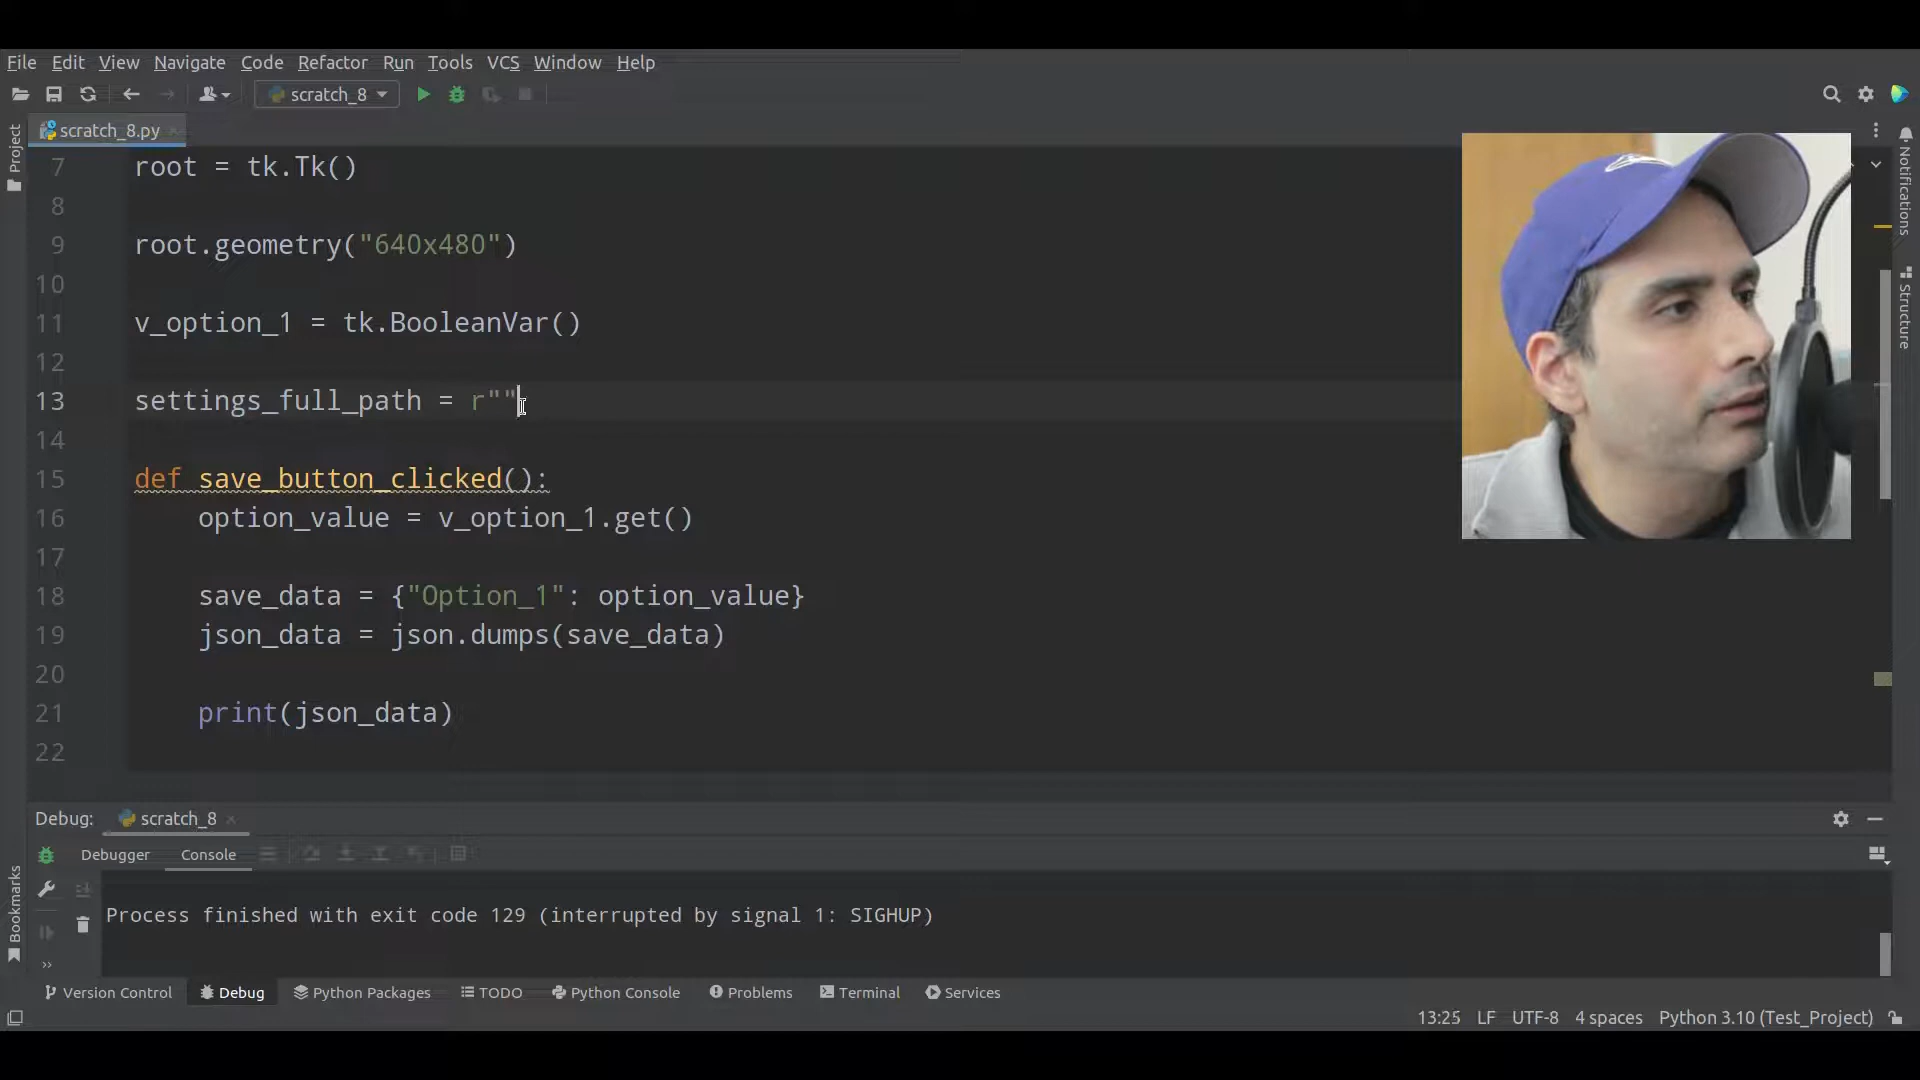 File Edit View Navigate Code Refactor Run Tools VCS Window Help
scratch_8
scratch_8.py
Project
Notifications
Structure
7 root = tk.Tk()
8
9 root.geometry("640x480")
10
11 v_option_1 = tk.BooleanVar()
12
13 settings_full_path = r""
14
15 def save_button_clicked():
16 option_value = v_option_1.get()
17
18 save_data = {"Option_1": option_value}
19 json_data = json.dumps(save_data)
20
21 print(json_data)
22
Debug: scratch_8
Debugger Console
Bookmarks
Process finished with exit code 129 (interrupted by signal 1: SIGHUP)
Version Control Debug Python Packages TODO Python Console Problems Terminal Services
13:25 LF UTF-8 4 spaces Python 3.10 (Test_Project)